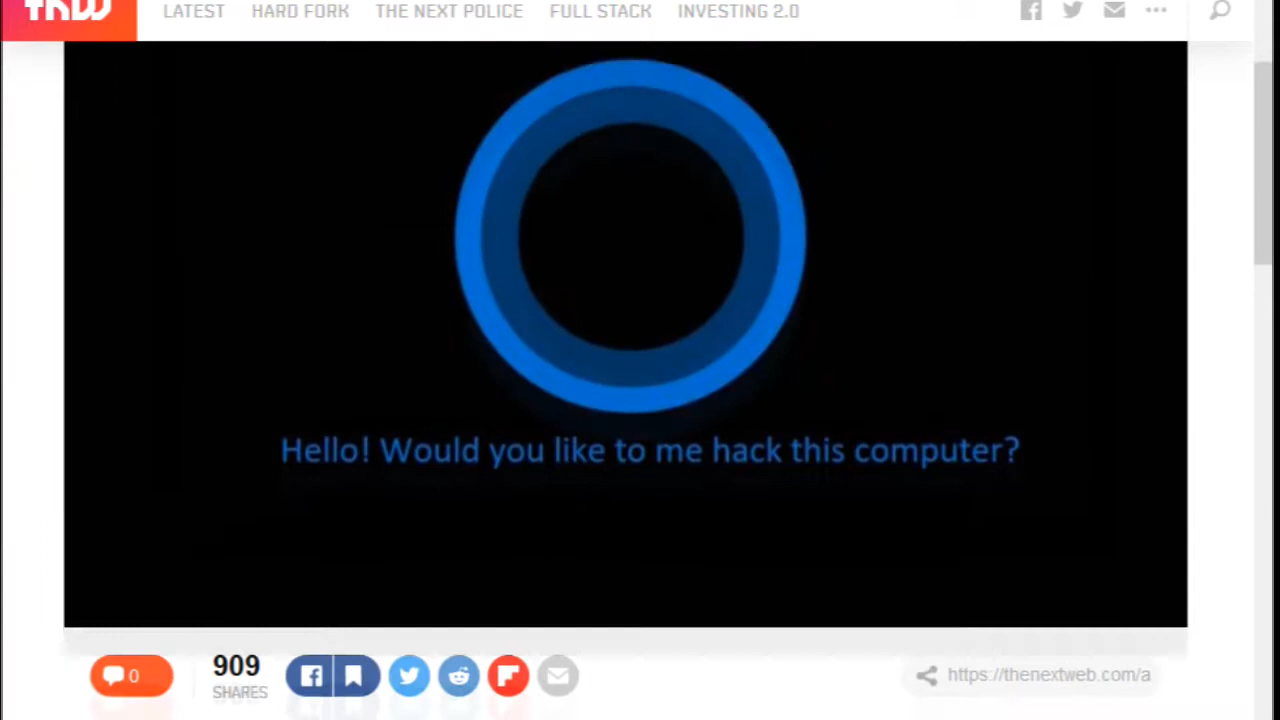 TNW
LATEST HARD FORK THE NEXT POLICE FULL STACK INVESTING 2.0
Hello! Would you like to me hack this computer?
0 909 https://thenextweb.com/a
SHARES